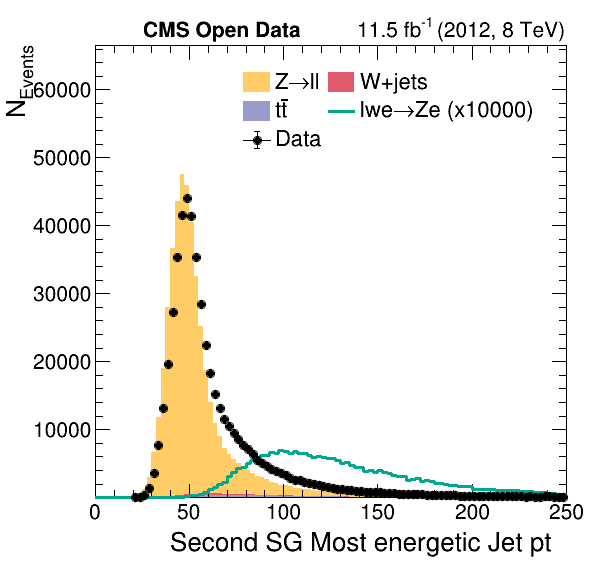 CMS Open Data 11.5 fb⁻¹ (2012, 8 TeV)
N_Events
Z→ll W+jets
tt̄ lwe→Ze (x10000)
Data
60000
50000
40000
30000
20000
10000
0 50 100 150 200 250
Second SG Most energetic Jet pt